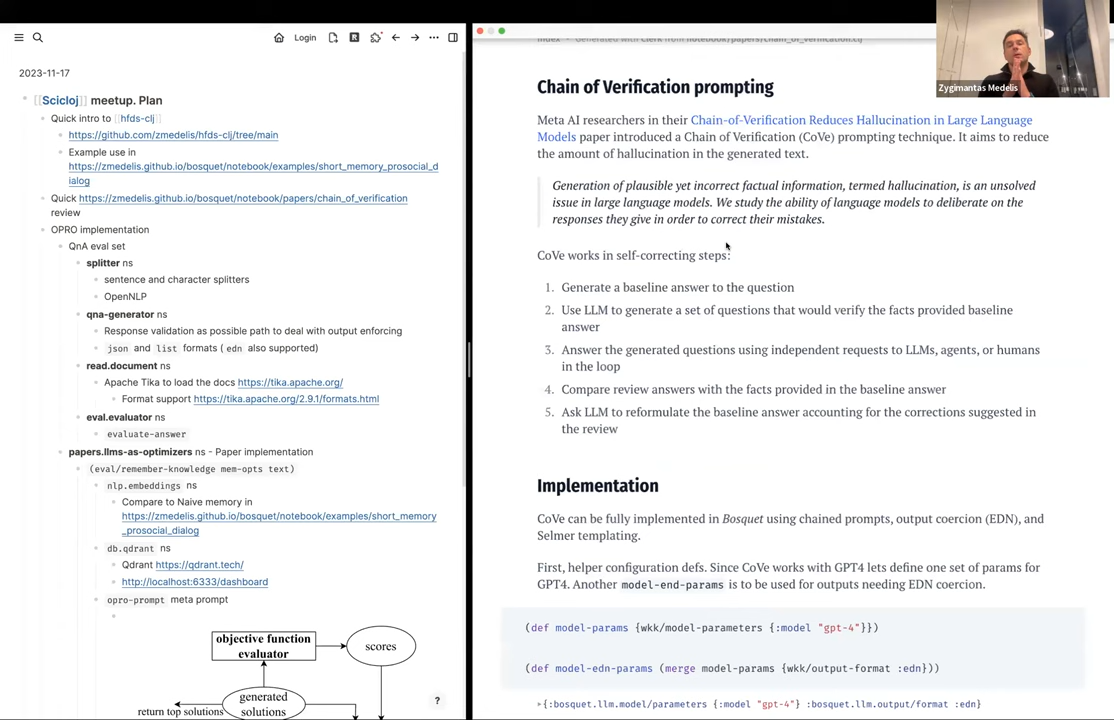 Login
2023-11-17
[[Scicloj]] meetup. Plan
Quick intro to [[hfds-clj]]
https://github.com/zmedelis/hfds-clj/tree/main
Example use in
https://zmedelis.github.io/bosquet/notebook/examples/short_memory_prosocial_d
ialog
Quick https://zmedelis.github.io/bosquet/notebook/papers/chain_of_verification
review
OPRO implementation
QnA eval set
splitter ns
sentence and character splitters
OpenNLP
qna-generator ns
Response validation as possible path to deal with output enforcing
json and list formats ( edn also supported)
read.document ns
Apache Tika to load the docs https://tika.apache.org/
Format support https://tika.apache.org/2.9.1/formats.html
eval.evaluator ns
evaluate-answer
papers.llms-as-optimizers ns - Paper implementation
(eval/remember-knowledge mem-opts text)
nlp.embeddings ns
Compare to Naive memory in
https://zmedelis.github.io/bosquet/notebook/examples/short_memory
_prosocial_dialog
db.qdrant ns
Qdrant https://qdrant.tech/
http://localhost:6333/dashboard
opro-prompt meta prompt
objective function
evaluator
scores
generated
solutions
return top solutions
?
Index • Generated with Clerk from notebook/papers/chain_of_verification.clj
Chain of Verification prompting
Meta AI researchers in their Chain-of-Verification Reduces Hallucination in Large Language
Models paper introduced a Chain of Verification (CoVe) prompting technique. It aims to reduce
the amount of hallucination in the generated text.
Generation of plausible yet incorrect factual information, termed hallucination, is an unsolved
issue in large language models. We study the ability of language models to deliberate on the
responses they give in order to correct their mistakes.
CoVe works in self-correcting steps:
1. Generate a baseline answer to the question
2. Use LLM to generate a set of questions that would verify the facts provided baseline
answer
3. Answer the generated questions using independent requests to LLMs, agents, or humans
in the loop
4. Compare review answers with the facts provided in the baseline answer
5. Ask LLM to reformulate the baseline answer accounting for the corrections suggested in
the review
Implementation
CoVe can be fully implemented in Bosquet using chained prompts, output coercion (EDN), and
Selmer templating.
First, helper configuration defs. Since CoVe works with GPT4 lets define one set of params for
GPT4. Another model-end-params is to be used for outputs needing EDN coercion.
(def model-params {wkk/model-parameters {:model "gpt-4"}})
(def model-edn-params (merge model-params {wkk/output-format :edn}))
{:bosquet.llm.model/parameters {:model "gpt-4"} :bosquet.llm.output/format :edn}
Zygimantas Medelis